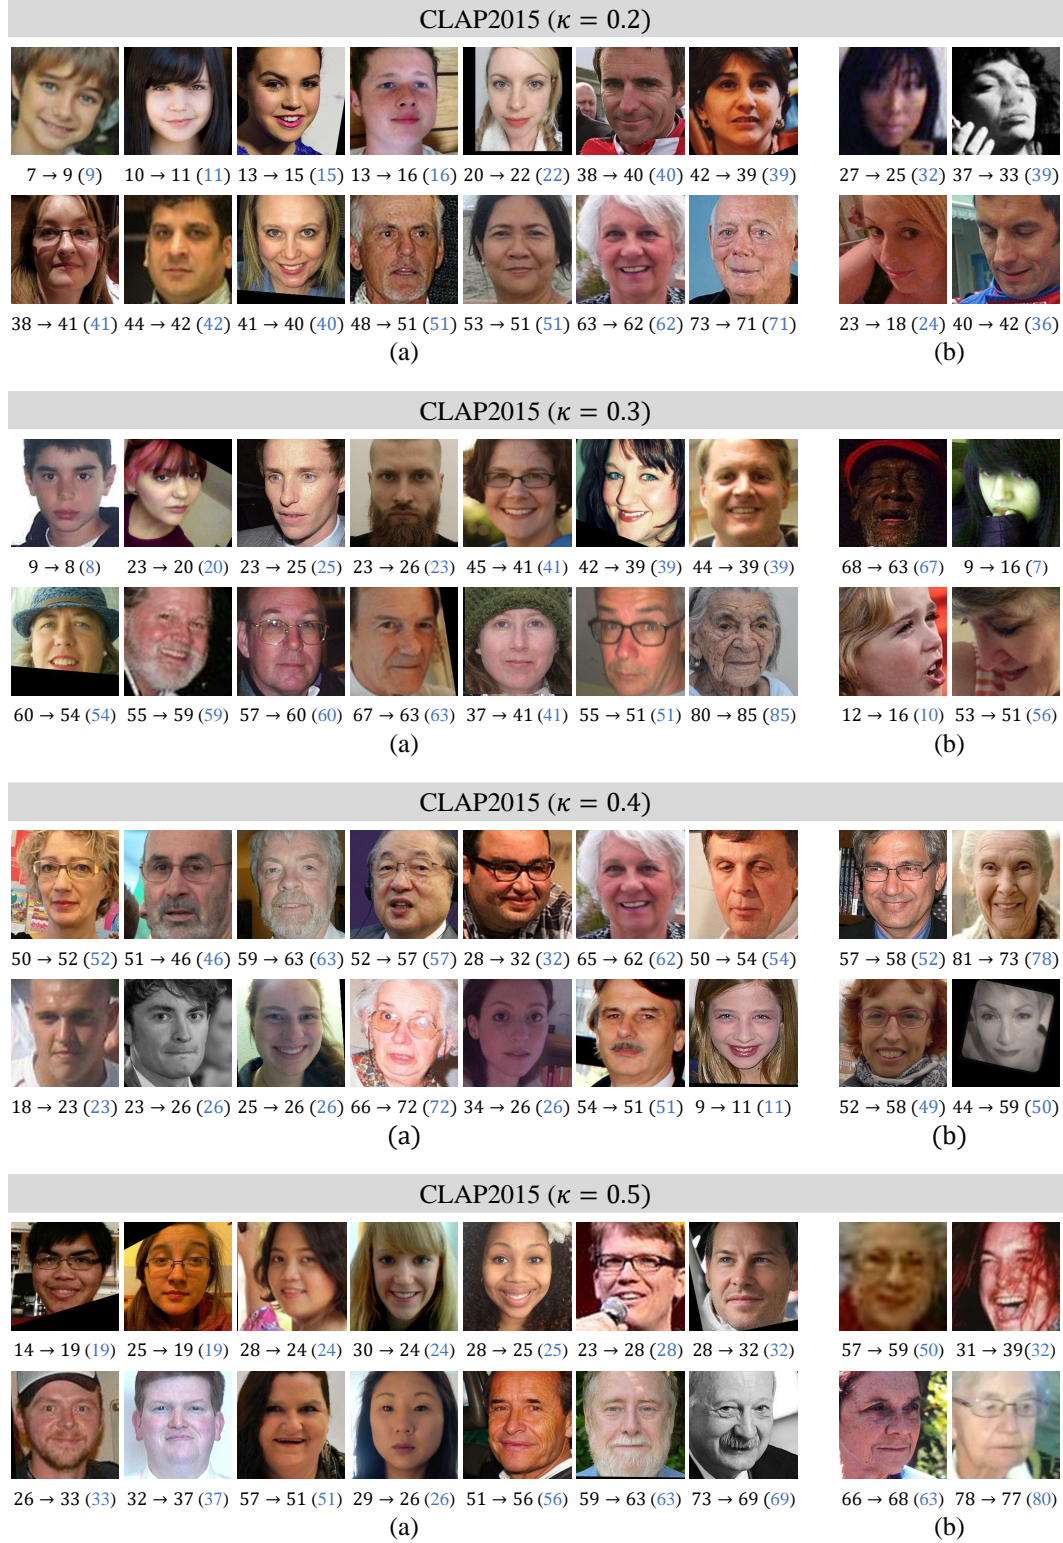 CLAP2015 (κ = 0.2)
7 → 9 (9) 10 → 11 (11) 13 → 15 (15) 13 → 16 (16) 20 → 22 (22) 38 → 40 (40) 42 → 39 (39) 27 → 25 (32) 37 → 33 (39)
38 → 41 (41) 44 → 42 (42) 41 → 40 (40) 48 → 51 (51) 53 → 51 (51) 63 → 62 (62) 73 → 71 (71) 23 → 18 (24) 40 → 42 (36)
(a) (b)
CLAP2015 (κ = 0.3)
9 → 8 (8) 23 → 20 (20) 23 → 25 (25) 23 → 26 (23) 45 → 41 (41) 42 → 39 (39) 44 → 39 (39) 68 → 63 (67) 9 → 16 (7)
60 → 54 (54) 55 → 59 (59) 57 → 60 (60) 67 → 63 (63) 37 → 41 (41) 55 → 51 (51) 80 → 85 (85) 12 → 16 (10) 53 → 51 (56)
(a) (b)
CLAP2015 (κ = 0.4)
50 → 52 (52) 51 → 46 (46) 59 → 63 (63) 52 → 57 (57) 28 → 32 (32) 65 → 62 (62) 50 → 54 (54) 57 → 58 (52) 81 → 73 (78)
18 → 23 (23) 23 → 26 (26) 25 → 26 (26) 66 → 72 (72) 34 → 26 (26) 54 → 51 (51) 9 → 11 (11) 52 → 58 (49) 44 → 59 (50)
(a) (b)
CLAP2015 (κ = 0.5)
14 → 19 (19) 25 → 19 (19) 28 → 24 (24) 30 → 24 (24) 28 → 25 (25) 23 → 28 (28) 28 → 32 (32) 57 → 59 (50) 31 → 39(32)
26 → 33 (33) 32 → 37 (37) 57 → 51 (51) 29 → 26 (26) 51 → 56 (56) 59 → 63 (63) 73 → 69 (69) 66 → 68 (63) 78 → 77 (80)
(a) (b)